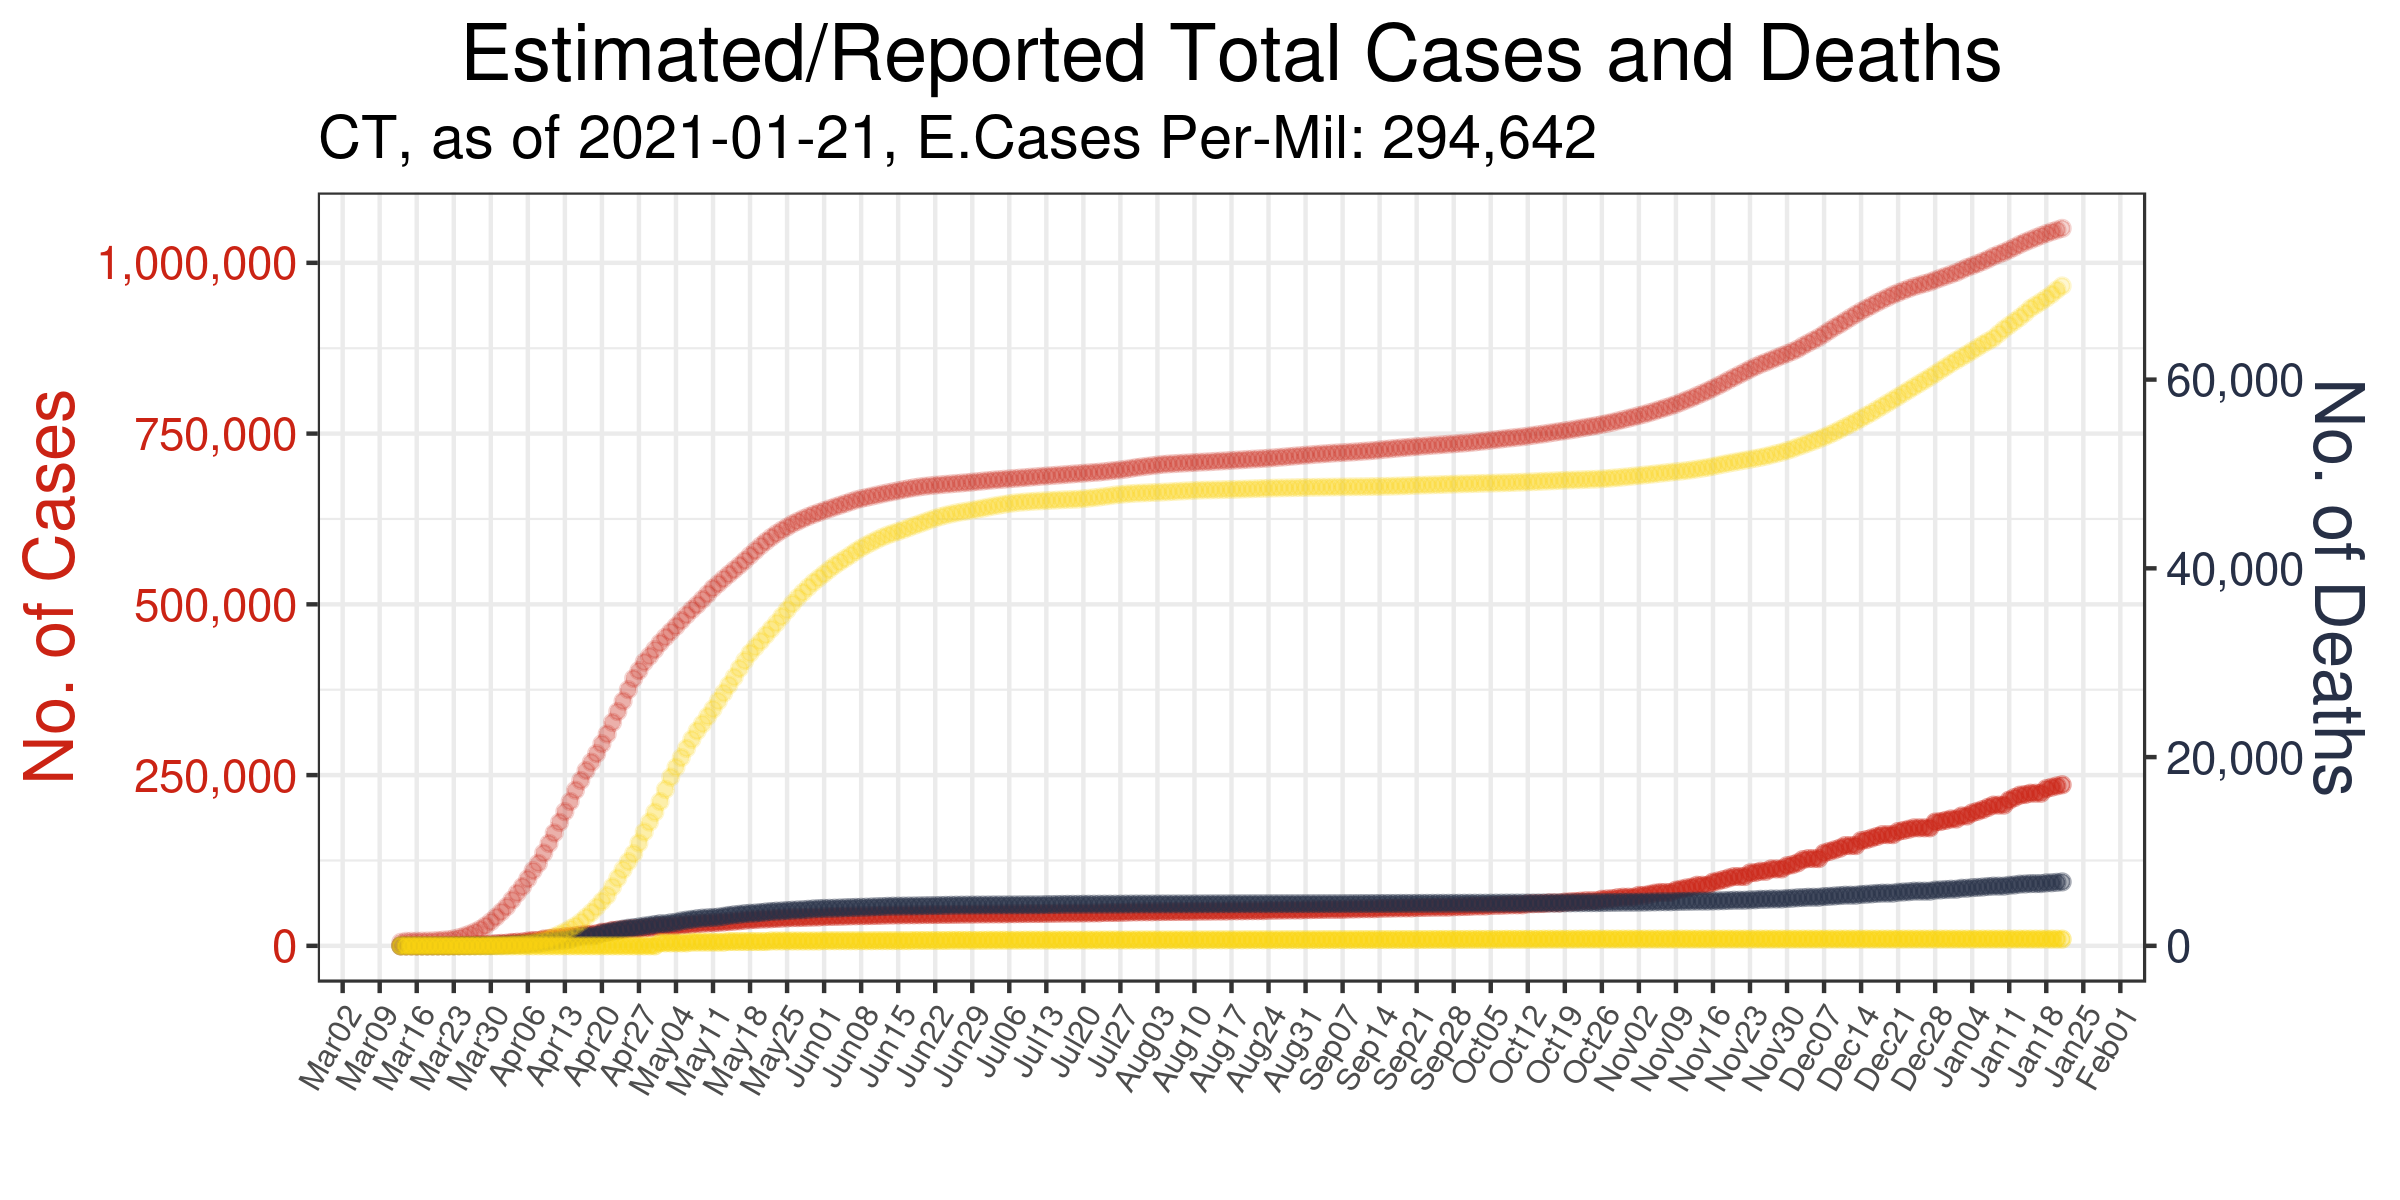 Estimated/Reported Total Cases and Deaths
CT, as of 2021-01-21, E.Cases Per-Mil: 294,642
No. of Cases
1,000,000
750,000
500,000
250,000
0
60,000
40,000
20,000
0
No. of Deaths
Mar02
Mar09
Mar16
Mar23
Mar30
Apr06
Apr13
Apr20
Apr27
May04
May11
May18
May25
Jun01
Jun08
Jun15
Jun22
Jun29
Jul06
Jul13
Jul20
Jul27
Aug03
Aug10
Aug17
Aug24
Aug31
Sep07
Sep14
Sep21
Sep28
Oct05
Oct12
Oct19
Oct26
Nov02
Nov09
Nov16
Nov23
Nov30
Dec07
Dec14
Dec21
Dec28
Jan04
Jan11
Jan18
Jan25
Feb01